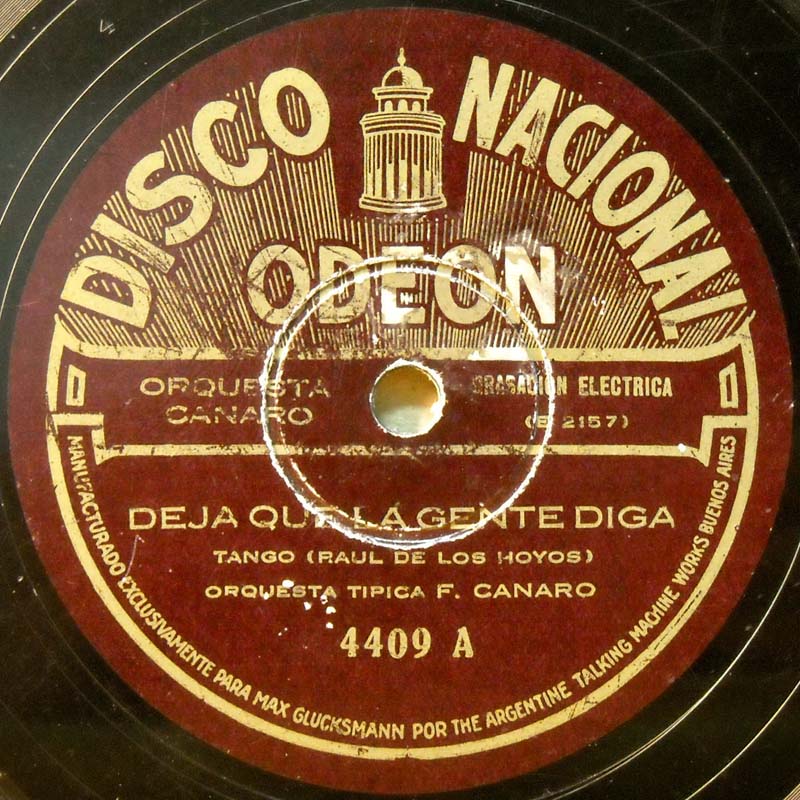 DISCO NACIONAL
ODEON
ORQUESTA
CANARO
GRABACION ELECTRICA
(E 2157)
DEJA QUE LA GENTE DIGA
TANGO (RAUL DE LOS HOYOS)
ORQUESTA TIPICA F. CANARO
4409 A
MANUFACTURADO EXCLUSIVAMENTE PARA MAX GLUCKSMANN POR THE ARGENTINE TALKING MACHINE WORKS BUENOS AIRES
4